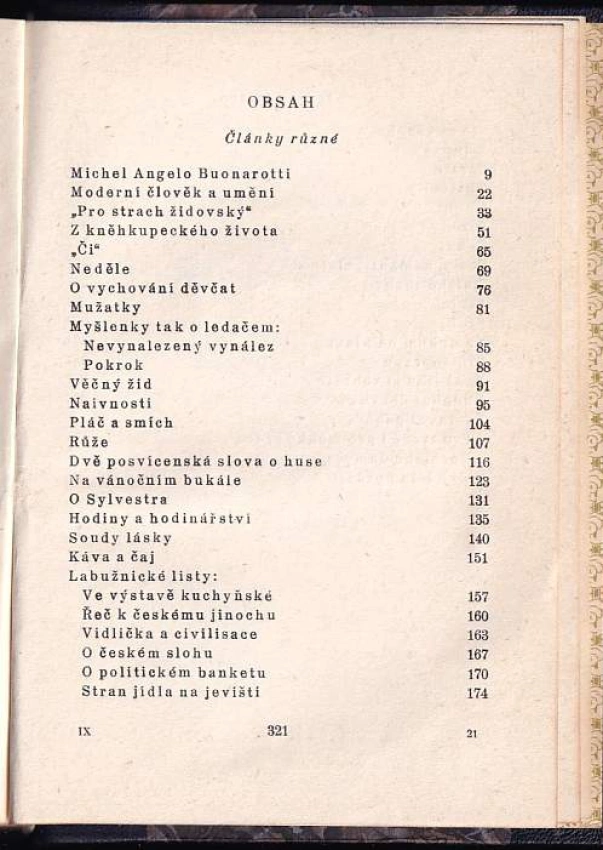 OBSAH
Články různé
Michel Angelo Buonarotti 9
Moderní člověk a umění 22
„Pro strach židovský“ 33
Z kněhkupeckého života 51
„Či“ 65
Neděle 69
O vychování děvčat 76
Mužatky 81
Myšlenky tak o ledačem:
Nevynalezený vynález 85
Pokrok 88
Věčný žid 91
Naivnosti 95
Pláč a smích 104
Růže 107
Dvě posvícenská slova o huse 116
Na vánočním bukále 123
O Sylvestra 131
Hodiny a hodinářství 135
Soudy lásky 140
Káva a čaj 151
Labužnické listy:
Ve výstavě kuchyňské 157
Řeč k českému jinochu 160
Vidlička a civilisace 163
O českém slohu 167
O politickém banketu 170
Stran jídla na jevišti 174
IX 321 21